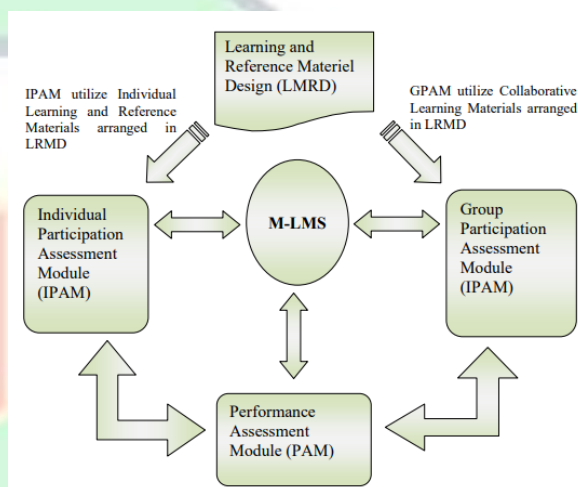 Learning and
Reference Materiel
Design (LMRD)
IPAM utilize Individual
Learning and Reference
Materials arranged in
LRMD
GPAM utilize Collaborative
Learning Materials arranged
in LRMD
Individual
Participation
Assessment
Module
(IPAM)
M-LMS
Group
Participation
Assessment
Module
(IPAM)
Performance
Assessment
Module (PAM)